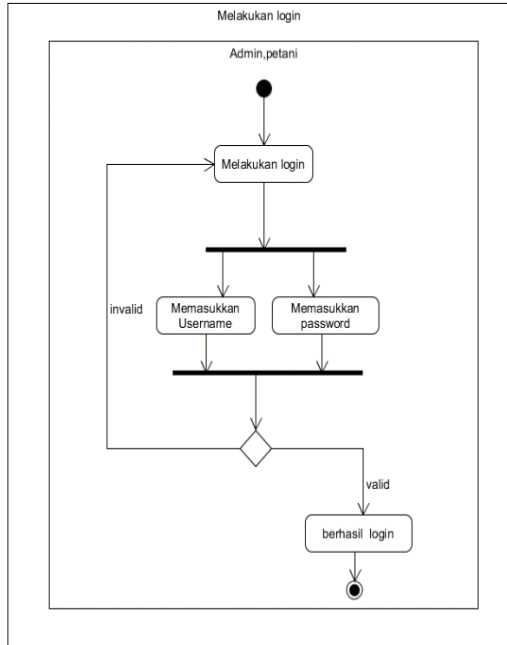 Melakukan login
Admin,petani
Melakukan login
invalid
Memasukkan
Username
Memasukkan
password
valid
berhasil login